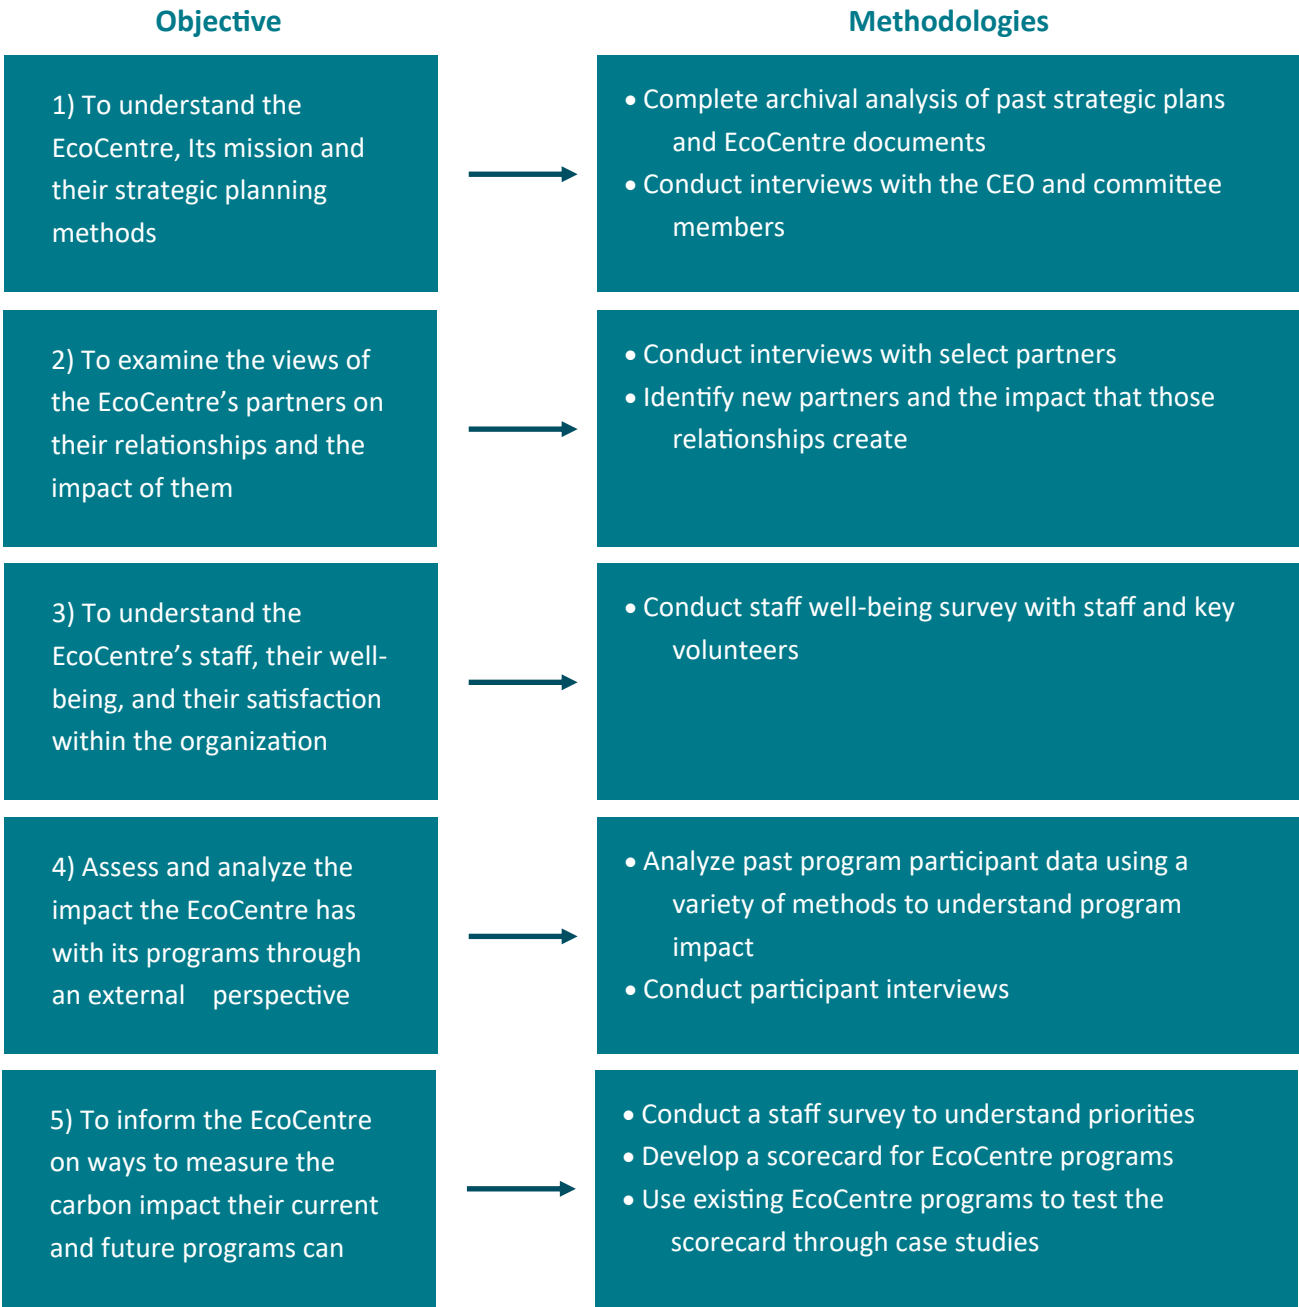 Objective
Methodologies
1) To understand the
EcoCentre, Its mission and
their strategic planning
methods
• Complete archival analysis of past strategic plans
and EcoCentre documents
• Conduct interviews with the CEO and committee
members
2) To examine the views of
the EcoCentre’s partners on
their relationships and the
impact of them
• Conduct interviews with select partners
• Identify new partners and the impact that those
relationships create
3) To understand the
EcoCentre’s staff, their well-
being, and their satisfaction
within the organization
• Conduct staff well-being survey with staff and key
volunteers
4) Assess and analyze the
impact the EcoCentre has
with its programs through
an external perspective
• Analyze past program participant data using a
variety of methods to understand program
impact
• Conduct participant interviews
5) To inform the EcoCentre
on ways to measure the
carbon impact their current
and future programs can
• Conduct a staff survey to understand priorities
• Develop a scorecard for EcoCentre programs
• Use existing EcoCentre programs to test the
scorecard through case studies